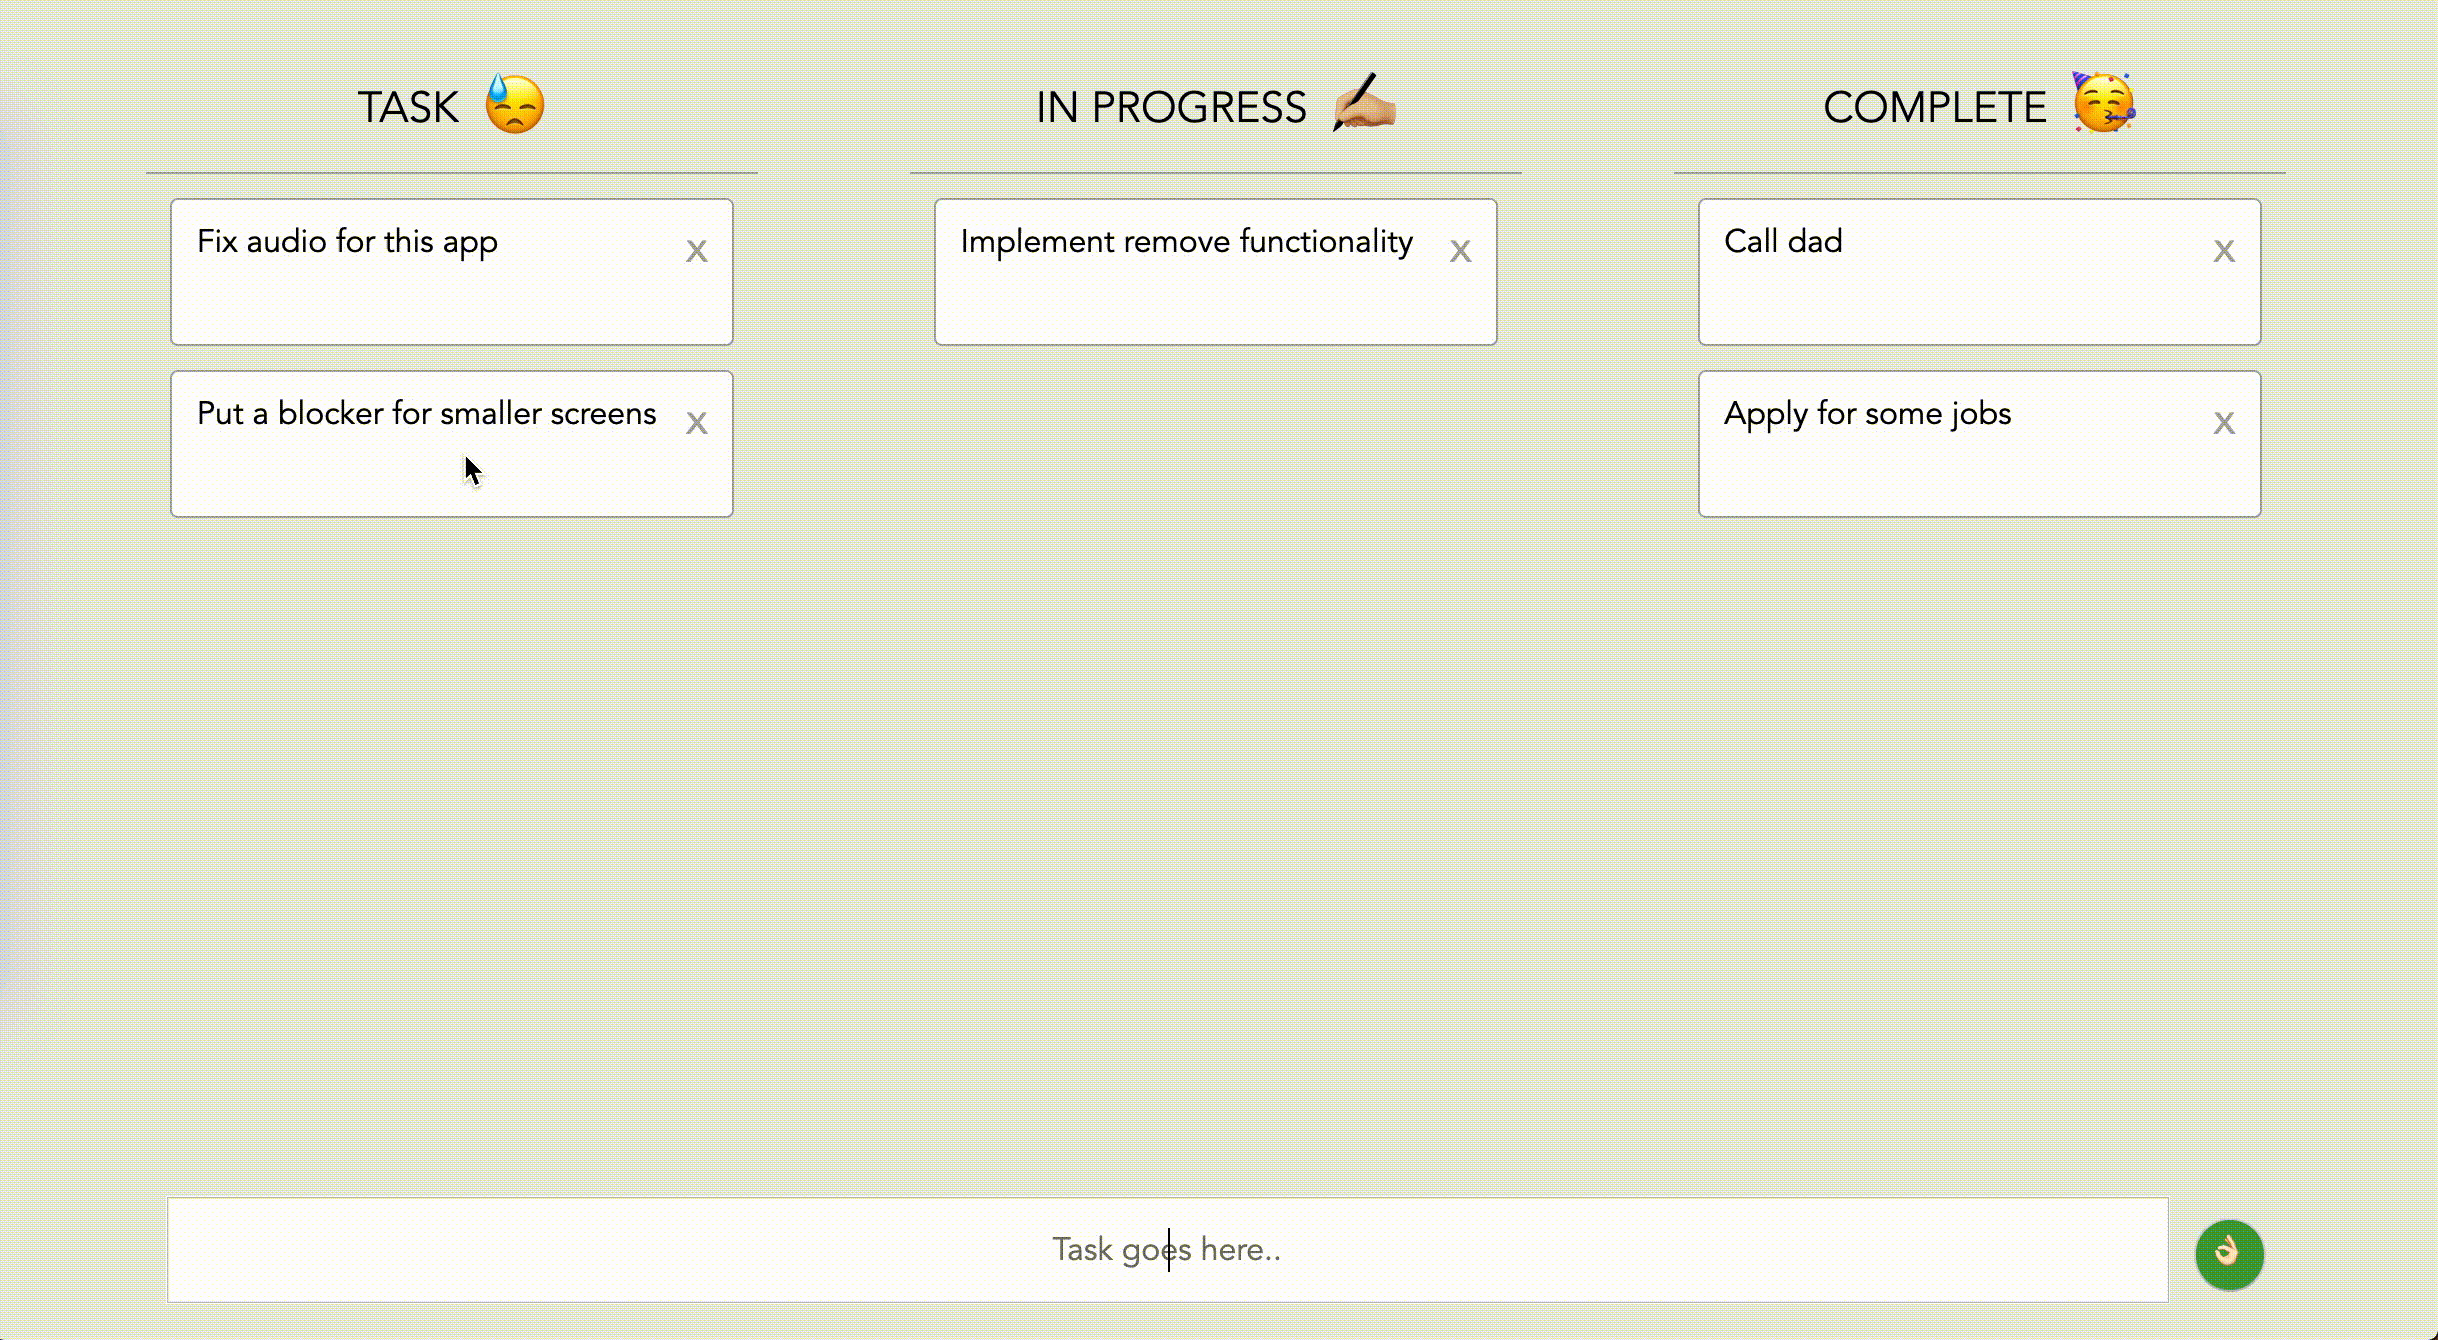 TASK 😓
Fix audio for this app X
Put a blocker for smaller screens X
IN PROGRESS ✍️
Implement remove functionality X
COMPLETE 🥳
Call dad X
Apply for some jobs X
Task goes here..
👌